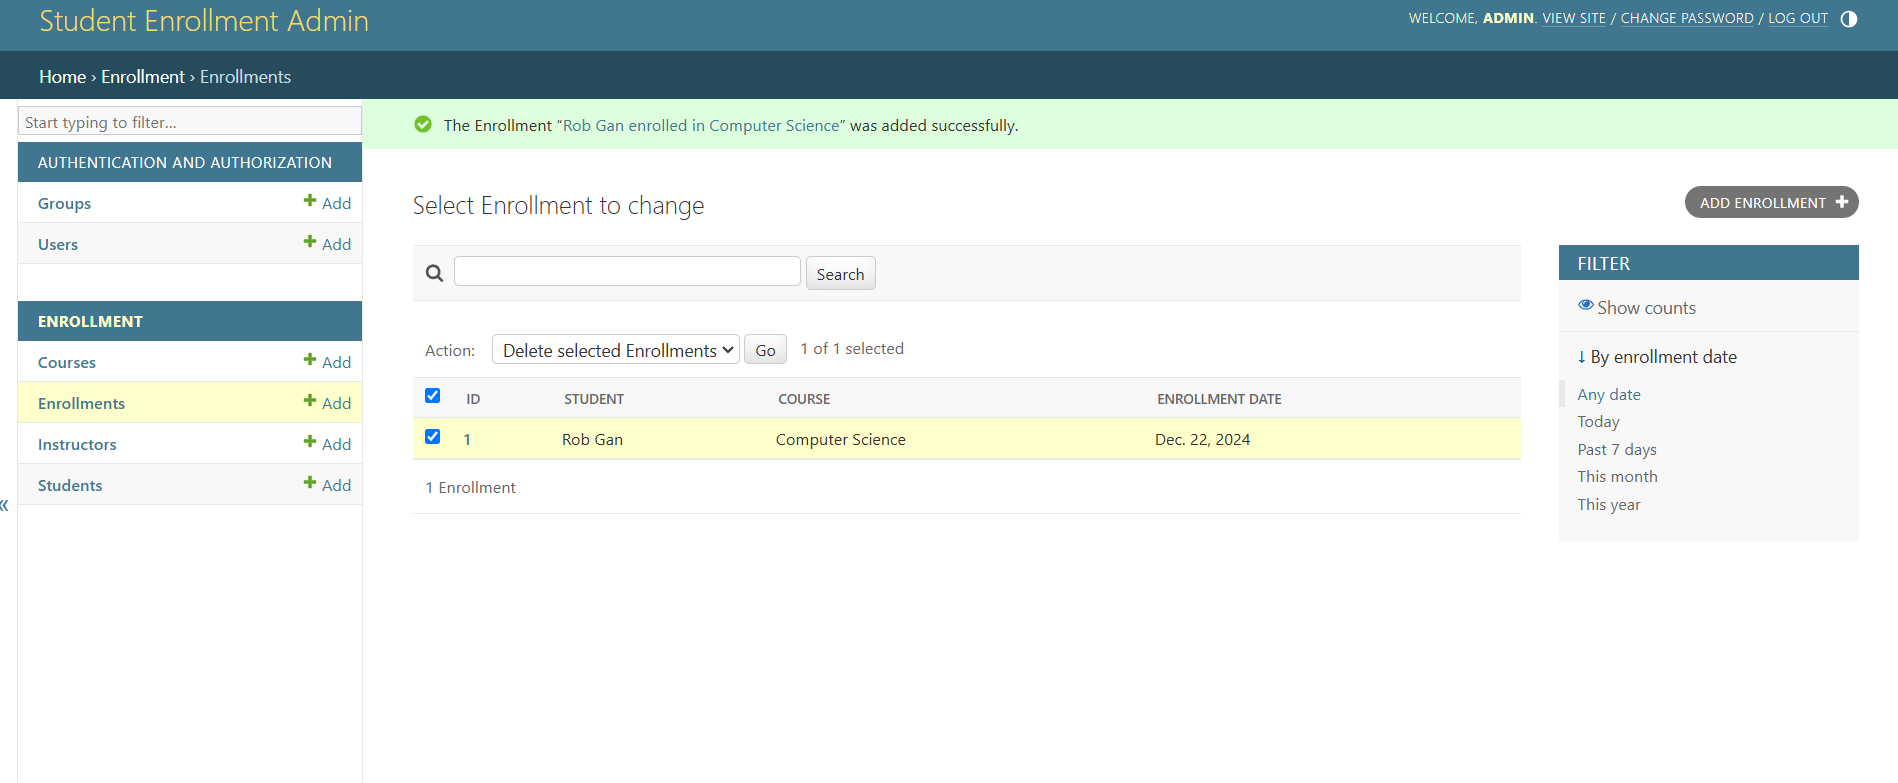 Student Enrollment Admin
WELCOME, ADMIN. VIEW SITE / CHANGE PASSWORD / LOG OUT
Home › Enrollment › Enrollments
Start typing to filter...
The Enrollment “Rob Gan enrolled in Computer Science” was added successfully.
AUTHENTICATION AND AUTHORIZATION
Groups + Add
Users + Add
ENROLLMENT
Courses + Add
Enrollments + Add
Instructors + Add
Students + Add
«
Select Enrollment to change
ADD ENROLLMENT +
Search
Action: Delete selected Enrollments Go 1 of 1 selected
ID STUDENT COURSE ENROLLMENT DATE
1 Rob Gan Computer Science Dec. 22, 2024
1 Enrollment
FILTER
Show counts
↓ By enrollment date
Any date
Today
Past 7 days
This month
This year